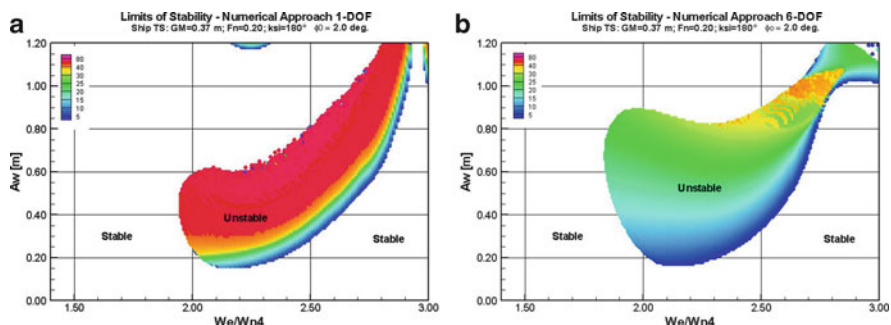 a
Limits of Stability - Numerical Approach 1-DOF
Ship TS: GM=0.37 m; Fn=0.20; ksi=180° ϕ0 = 2.0 deg.
1.20
1.00
0.80
0.60
0.40
0.20
0.00
Aw [m]
80
40
30
25
20
15
10
5
Unstable
Stable
Stable
1.50
2.00
2.50
3.00
We/Wn4
b
Limits of Stability - Numerical Approach 6-DOF
Ship TS: GM=0.37 m; Fn=0.20; ksi=180° ϕ0 = 2.0 deg.
1.20
1.00
0.80
0.60
0.40
0.20
0.00
Aw [m]
80
40
30
25
20
15
10
5
Unstable
Stable
Stable
1.50
2.00
2.50
3.00
We/Wn4